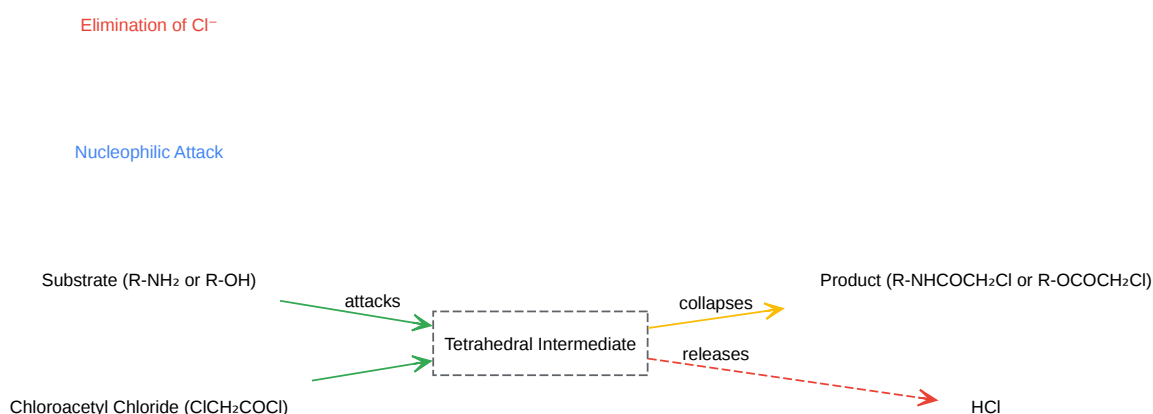 Elimination of Cl⁻
Nucleophilic Attack
Substrate (R-NH₂ or R-OH)
Product (R-NHCOCH₂Cl or R-OCOCH₂Cl)
attacks
collapses
Tetrahedral Intermediate
releases
Chloroacetyl Chloride (ClCH₂COCl)
HCl